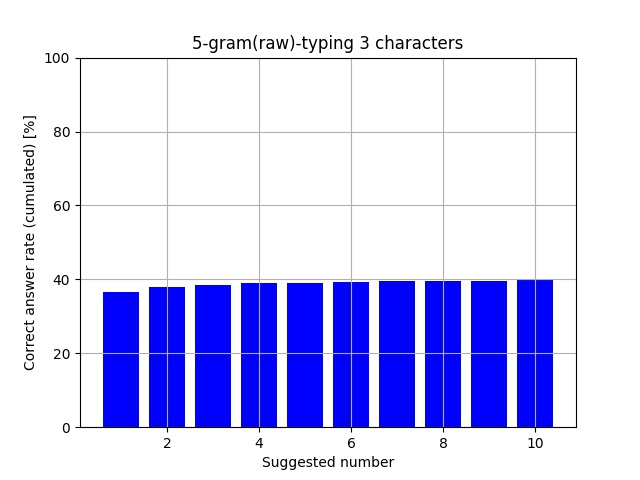 5-gram(raw)-typing 3 characters
100
80
60
40
20
0
Correct answer rate (cumulated) [%]
2 4 6 8 10
Suggested number